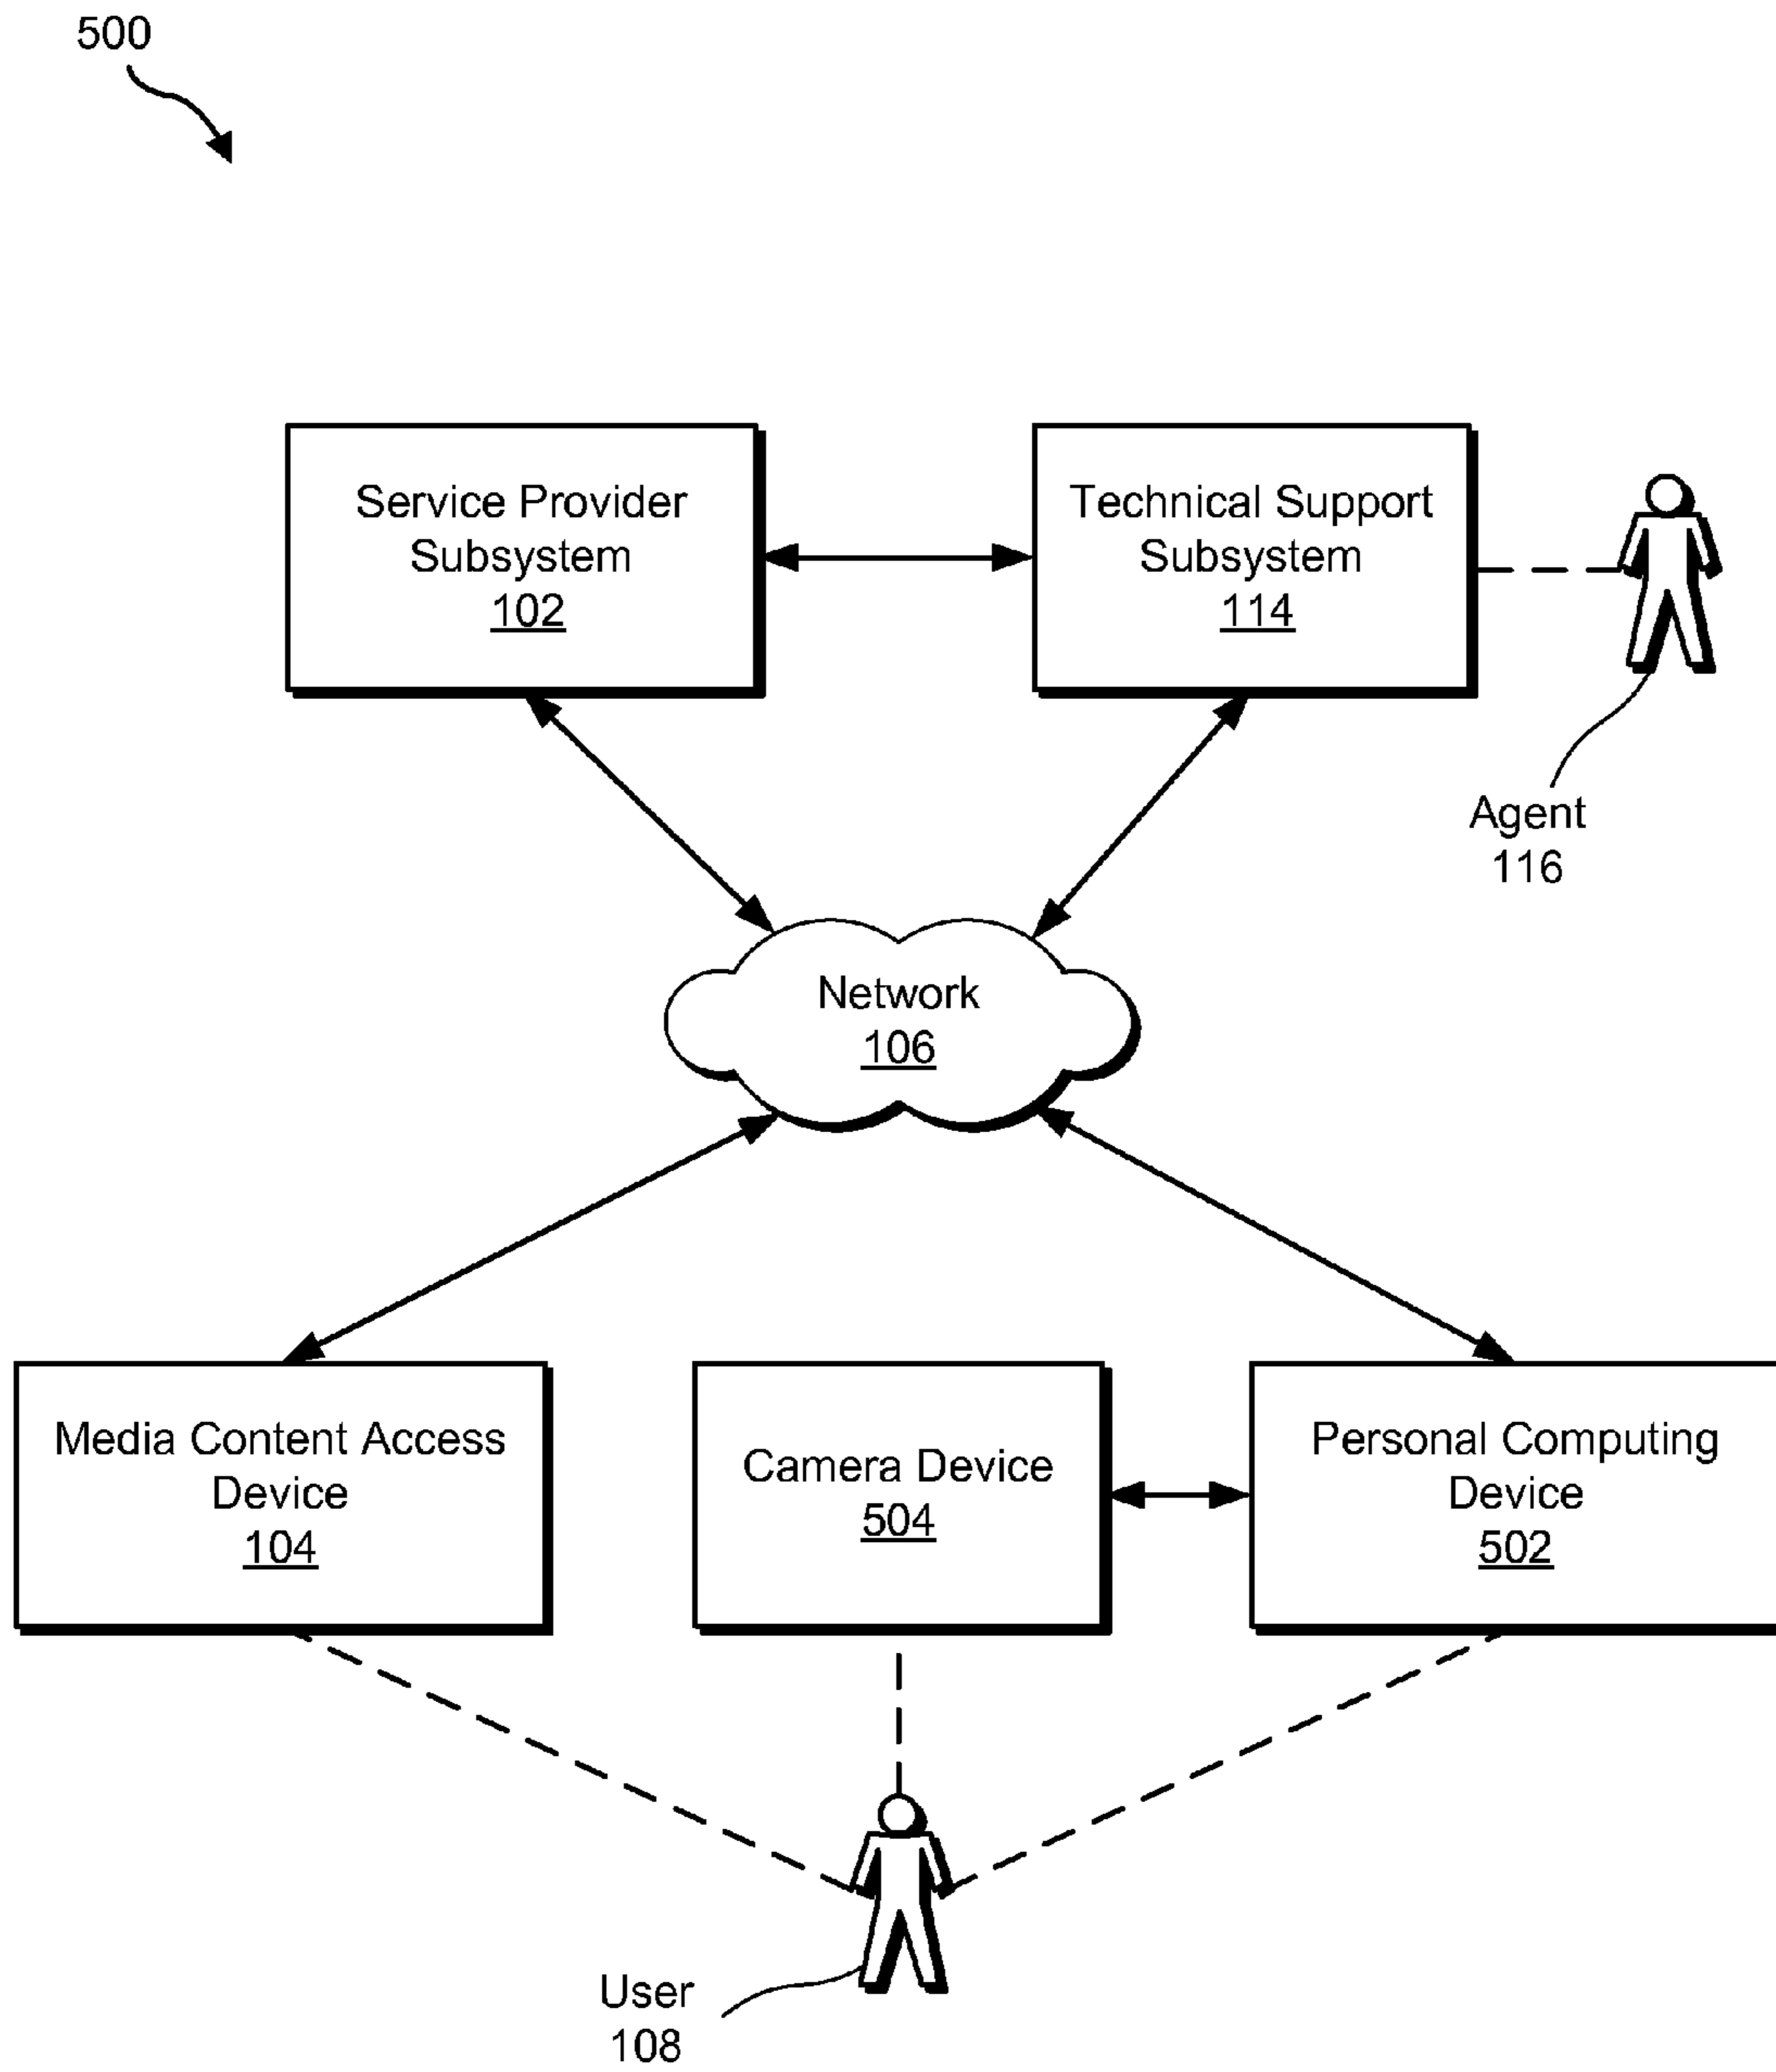 500
Service Provider
Subsystem
102
Technical Support
Subsystem
114
Agent
116
Network
106
Media Content Access
Device
104
Camera Device
504
Personal Computing
Device
502
User
108